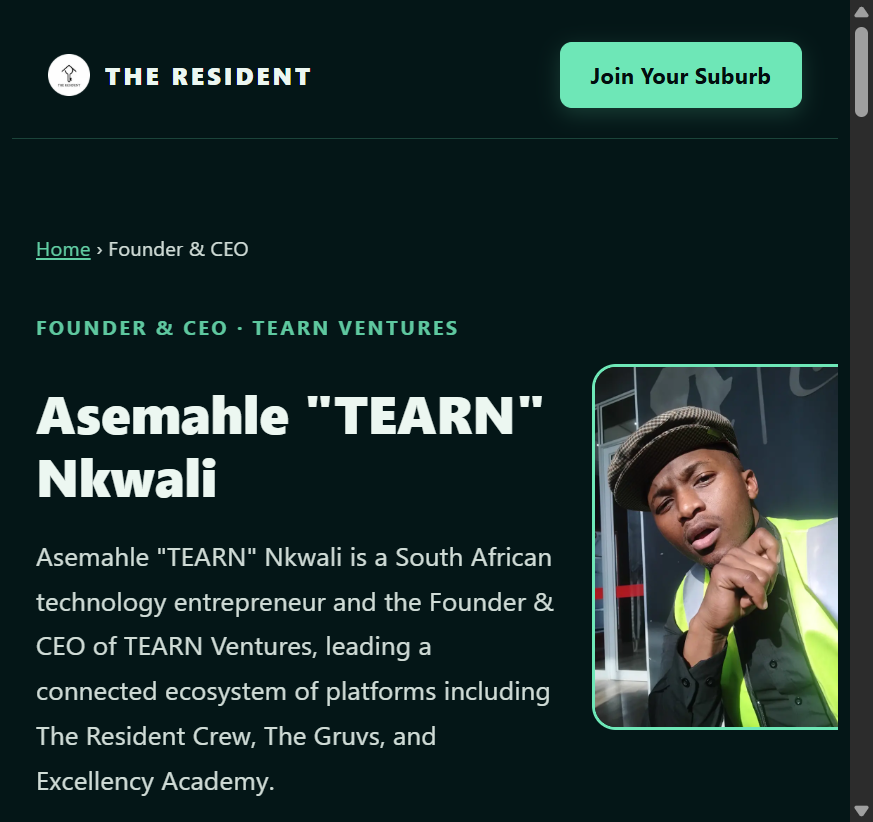 THE RESIDENT
THE RESIDENT
Join Your Suburb
Home › Founder & CEO
FOUNDER & CEO · TEARN VENTURES
Asemahle "TEARN"
Nkwali
Asemahle "TEARN" Nkwali is a South African
technology entrepreneur and the Founder &
CEO of TEARN Ventures, leading a
connected ecosystem of platforms including
The Resident Crew, The Gruvs, and
Excellency Academy.